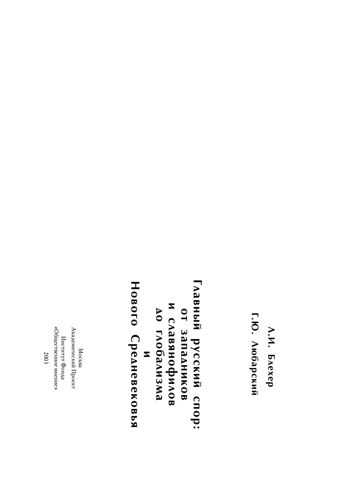 Л.И. Блехер
Г.Ю. Любарский
Главный русский спор:
от западников
и славянофилов
до глобализма
и
Нового Средневековья
Москва
Академический Проект
Институт Фонда
«Общественное мнение»
2003